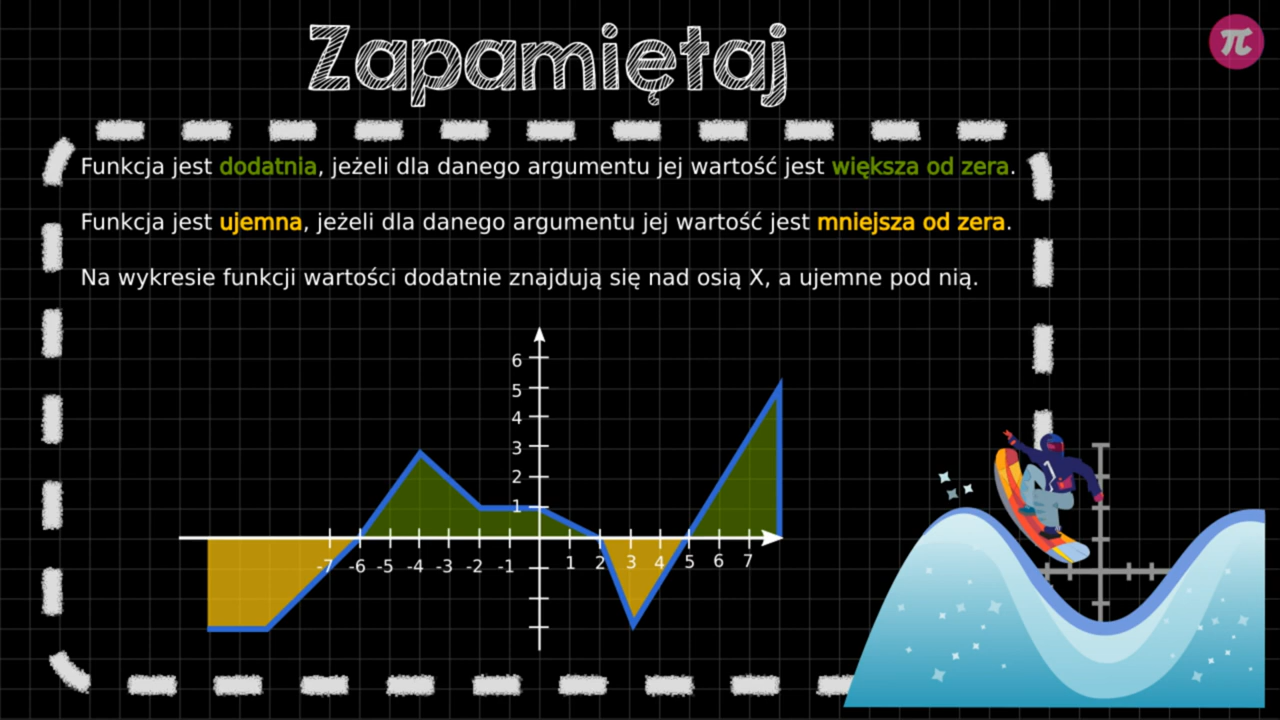 Zapamiętaj
π
Funkcja jest dodatnia, jeżeli dla danego argumentu jej wartość jest większa od zera.
Funkcja jest ujemna, jeżeli dla danego argumentu jej wartość jest mniejsza od zera.
Na wykresie funkcji wartości dodatnie znajdują się nad osią X, a ujemne pod nią.
6
5
4
3
2
1
-7 -6 -5 -4 -3 -2 -1 1 2 3 4 5 6 7
1